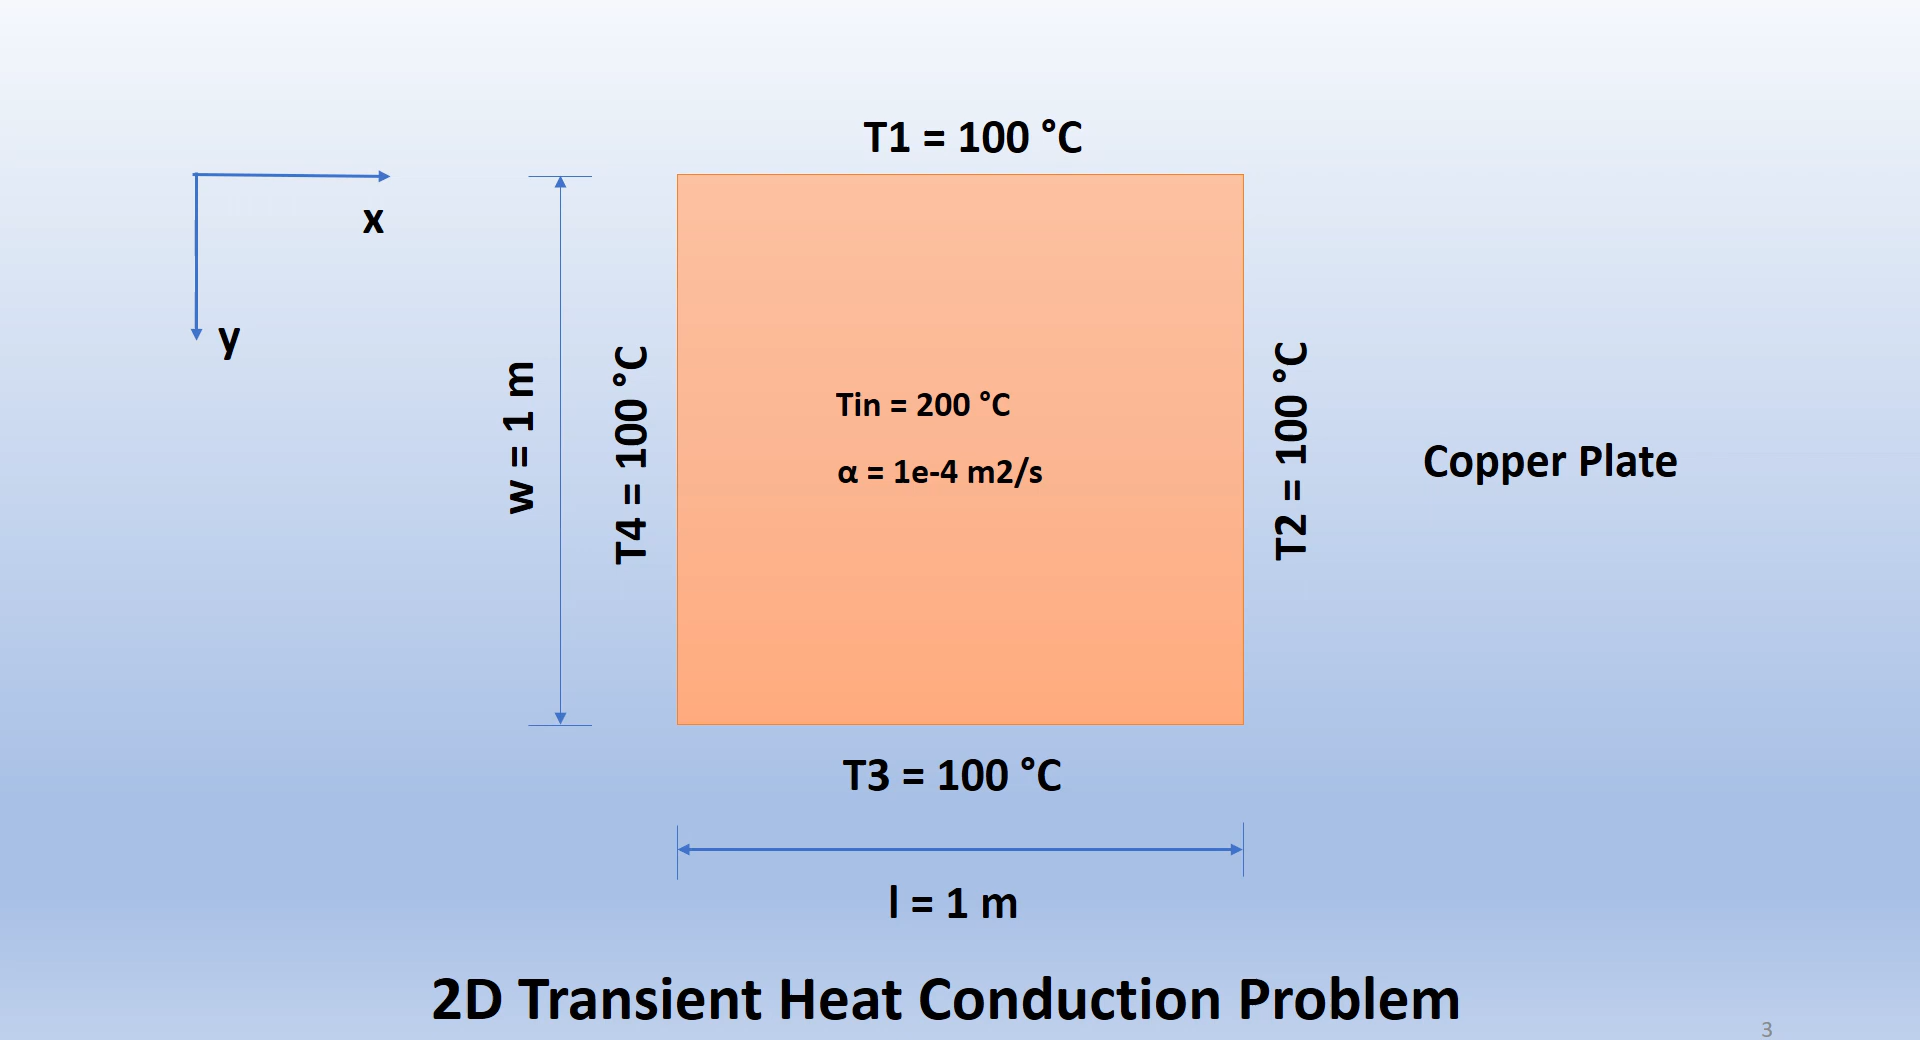 T1 = 100 °C
x
y
w = 1 m
T4 = 100 °C
Tin = 200 °C
α = 1e-4 m2/s
T2 = 100 °C
Copper Plate
T3 = 100 °C
l = 1 m
2D Transient Heat Conduction Problem
3